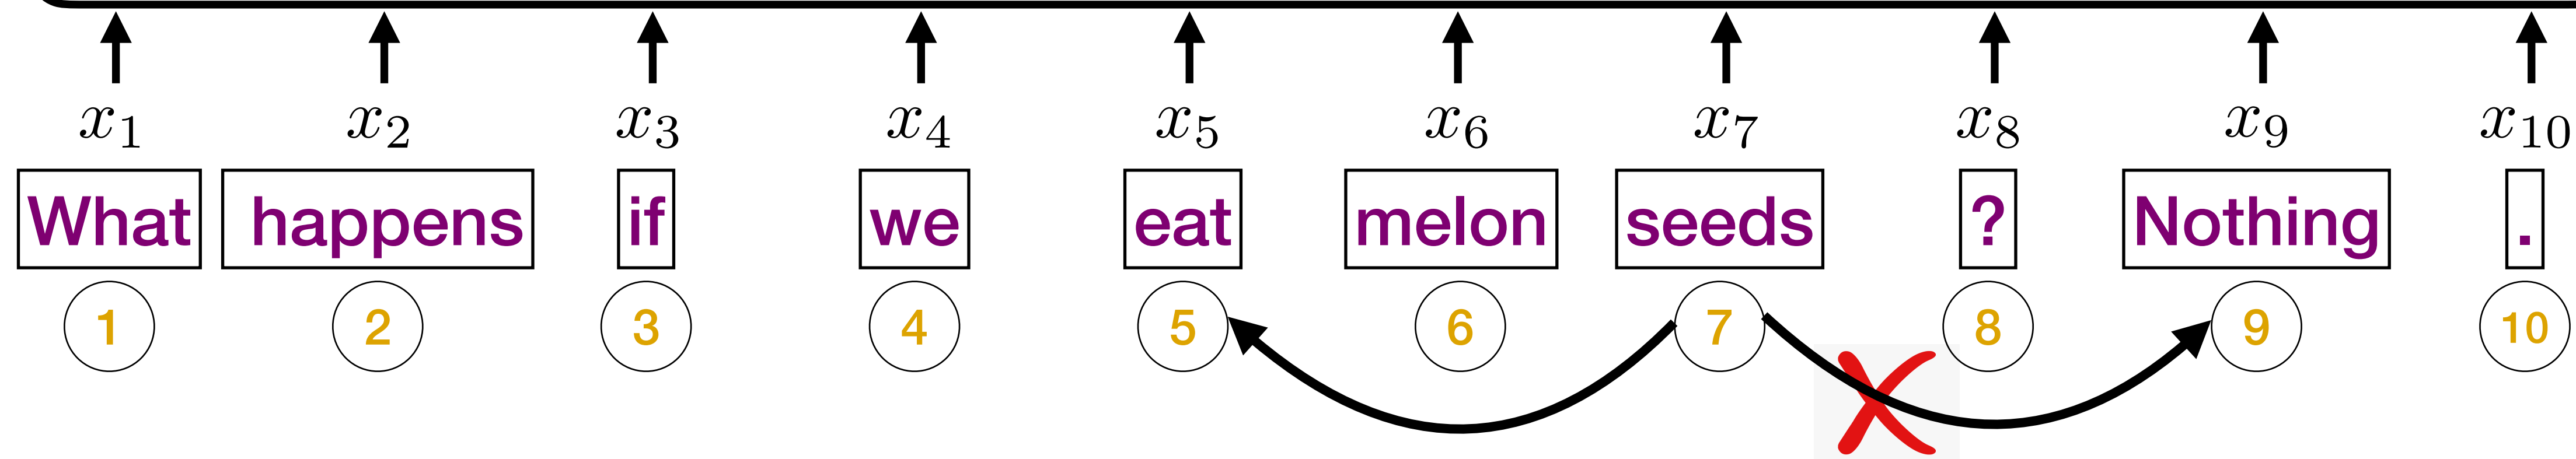 x1 x2 x3 x4 x5 x6 x7 x8 x9 x10
What happens if we eat melon seeds ? Nothing .
1 2 3 4 5 6 7 8 9 10